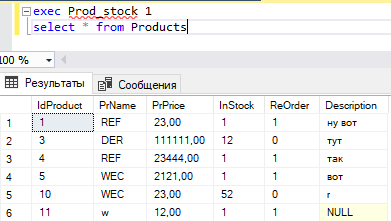 exec Prod_stock 1
select * from Products
100 %
Результаты Сообщения
IdProduct PrName PrPrice InStock ReOrder Description
1 1 REF 23,00 1 1 ну вот
2 3 DER 111111,00 12 0 тут
3 4 REF 23444,00 1 1 так
4 5 WEC 2121,00 1 1 вот
5 10 WEC 23,00 52 0 r
6 11 w 12,00 1 1 NULL